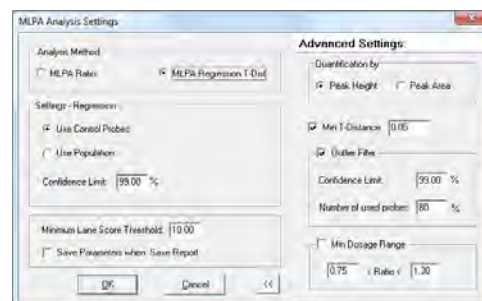 MLPA Analysis Settings
Analysis Method
MLPA Ratio
MLPA Regression T-Dist
Settings - Regression
Use Control Probes
Use Population
Confidence Limit: 99.00 %
Minimum Lane Score Threshold: 10.00
Save Parameters when Save Report
OK
Cancel
<<
Advanced Settings
Quantification by
Peak Height
Peak Area
Min T-Distance 0.05
Outlier Filter
Confidence Limit: 99.00 %
Number of used probes: 80 %
Min Dosage Range
0.75 < Ratio < 1.30